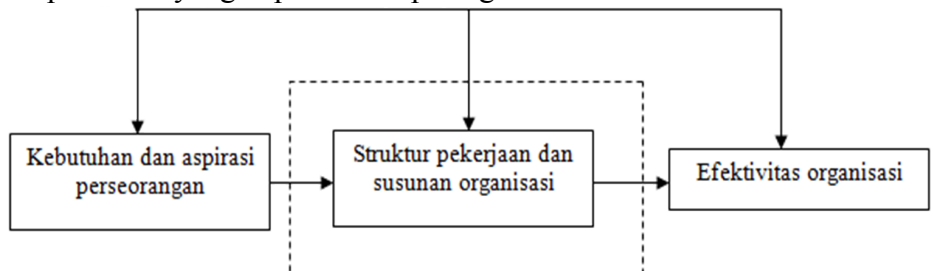 Kebutuhan dan aspirasi
perseorangan
Struktur pekerjaan dan
susunan organisasi
Efektivitas organisasi